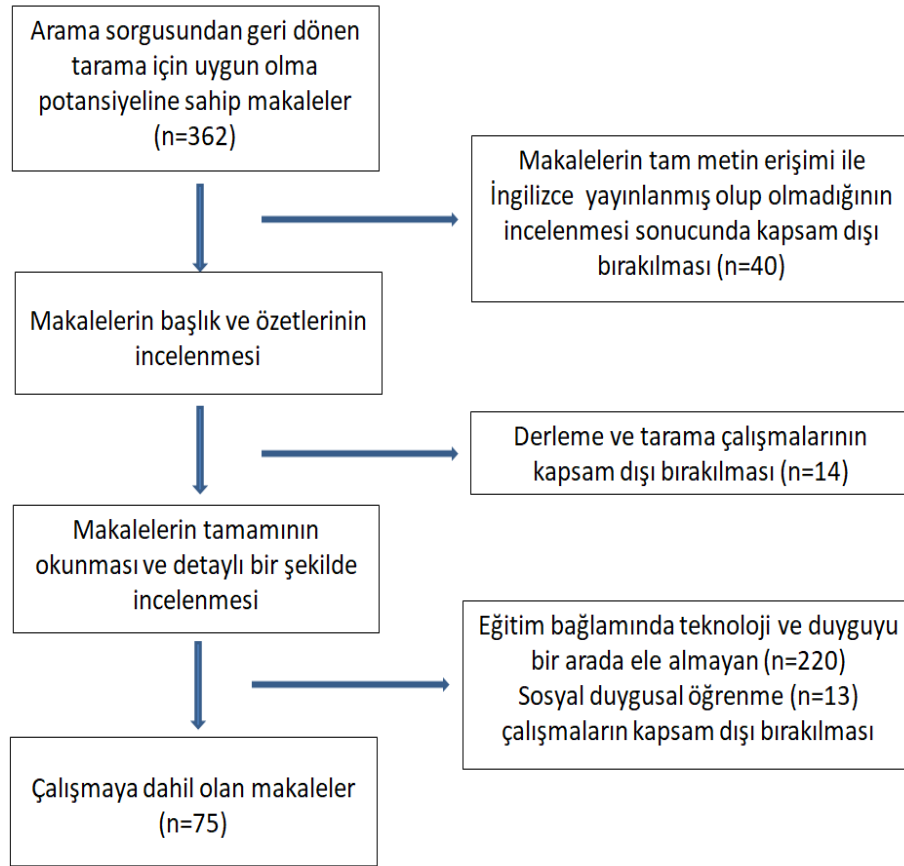 Arama sorgusundan geri dönen
tarama için uygun olma
potansiyeline sahip makaleler
(n=362)
Makalelerin tam metin erişimi ile
İngilizce yayınlanmış olup olmadığının
incelenmesi sonucunda kapsam dışı
bırakılması (n=40)
Makalelerin başlık ve özetlerinin
incelenmesi
Derleme ve tarama çalışmalarının
kapsam dışı bırakılması (n=14)
Makalelerin tamamının
okunması ve detaylı bir şekilde
incelenmesi
Eğitim bağlamında teknoloji ve duyguyu
bir arada ele almayan (n=220)
Sosyal duygusal öğrenme (n=13)
çalışmaların kapsam dışı bırakılması
Çalışmaya dahil olan makaleler
(n=75)